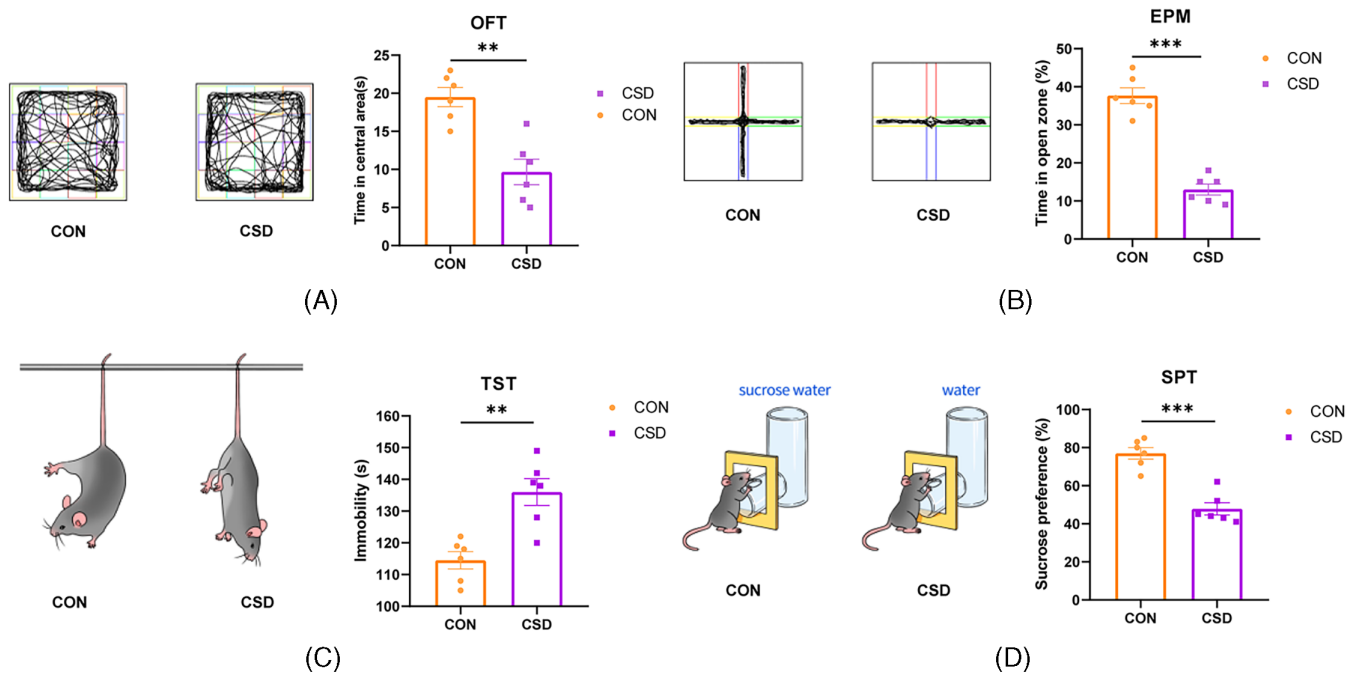 OFT
**
Time in central area(s)
25
20
15
10
5
0
CON
CSD
CSD
CON
CON
CSD
(A)
EPM
***
Time in open zone (%)
50
40
30
20
10
0
CON
CSD
CON
CSD
CON
CSD
(B)
TST
**
Immobility (s)
160
150
140
130
120
110
100
CON
CSD
CON
CSD
CON
CSD
(C)
sucrose water
water
SPT
***
Sucrose preference (%)
100
80
60
40
20
0
CON
CSD
CON
CSD
CON
CSD
(D)